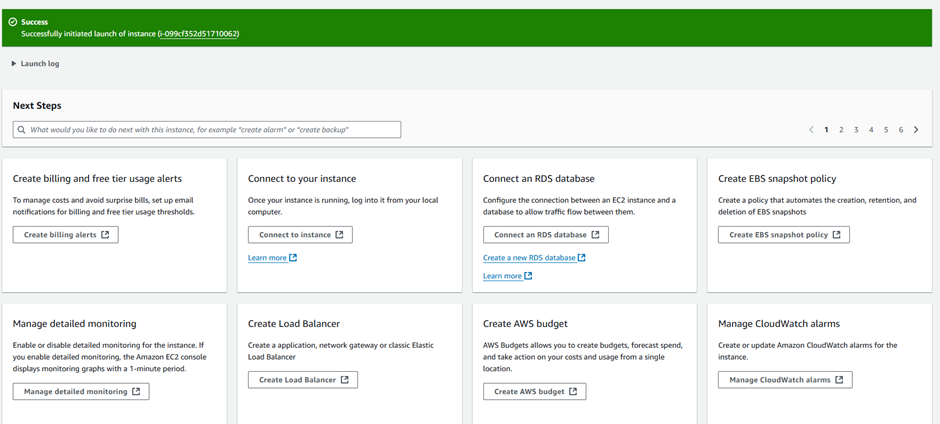 Success
Successfully initiated launch of instance (i-099cf352d51710062)
Launch log
Next Steps
What would you like to do next with this instance, for example "create alarm" or "create backup"
1 2 3 4 5 6
Create billing and free tier usage alerts
To manage costs and avoid surprise bills, set up email
notifications for billing and free tier usage thresholds.
Create billing alerts
Connect to your instance
Once your instance is running, log into it from your local
computer.
Connect to instance
Learn more
Connect an RDS database
Configure the connection between an EC2 instance and a
database to allow traffic flow between them.
Connect an RDS database
Create a new RDS database
Learn more
Create EBS snapshot policy
Create a policy that automates the creation, retention, and
deletion of EBS snapshots
Create EBS snapshot policy
Manage detailed monitoring
Enable or disable detailed monitoring for the instance. If
you enable detailed monitoring, the Amazon EC2 console
displays monitoring graphs with a 1-minute period.
Manage detailed monitoring
Create Load Balancer
Create a application, network gateway or classic Elastic
Load Balancer
Create Load Balancer
Create AWS budget
AWS Budgets allows you to create budgets, forecast spend,
and take action on your costs and usage from a single
location.
Create AWS budget
Manage CloudWatch alarms
Create or update Amazon CloudWatch alarms for the
instance.
Manage CloudWatch alarms